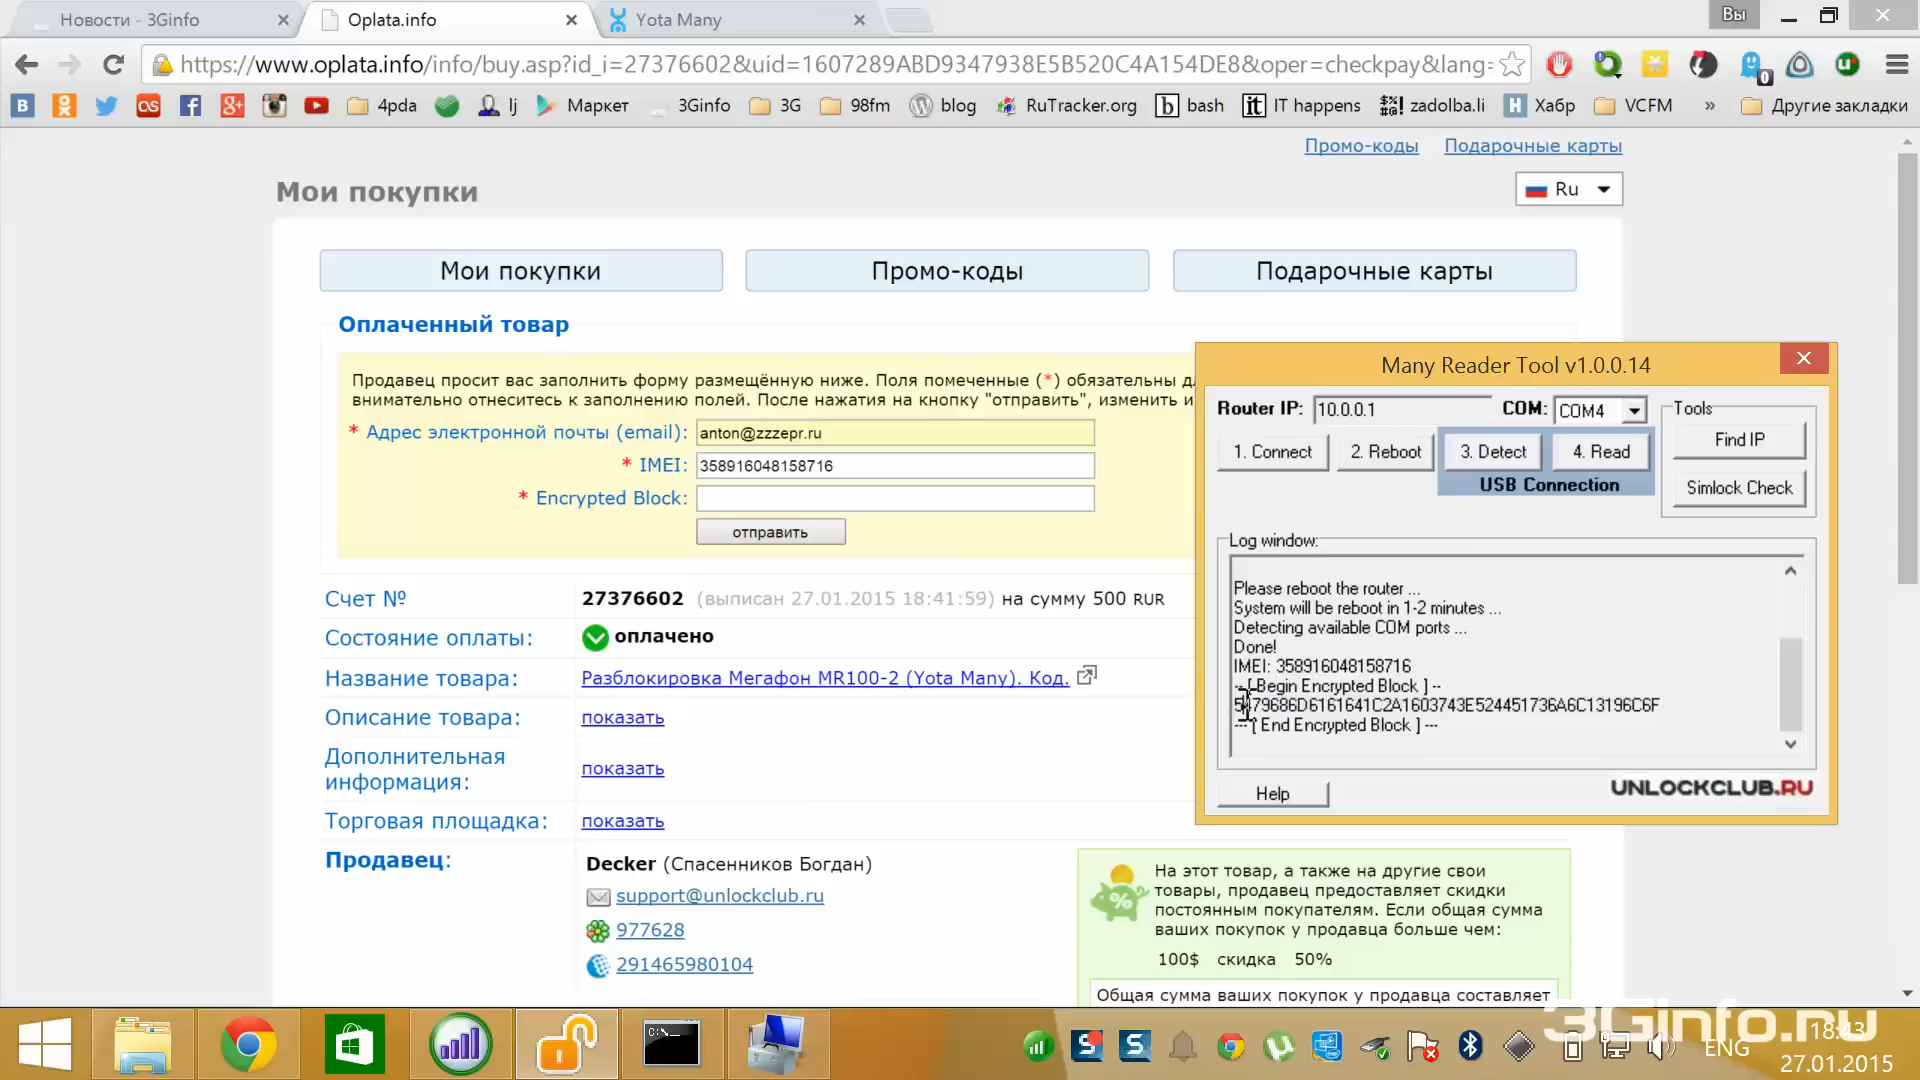 Новости - 3Ginfo
Oplata.info
Yota Many
Вы
https://www.oplata.info/info/buy.asp?id_i=27376602&uid=1607289ABD9347938E5B520C4A154DE8&oper=checkpay&lang=
4pda
lj
Маркет
3Ginfo
3G
98fm
blog
RuTracker.org
bash
IT happens
zadolba.li
Хабр
VCFM
»
Другие закладки
Промо-коды
Подарочные карты
Мои покупки
Ru
Мои покупки
Промо-коды
Подарочные карты
Оплаченный товар
Продавец просит вас заполнить форму размещённую ниже. Поля помеченные (*) обязательны
внимательно отнеситесь к заполнению полей. После нажатия на кнопку "отправить", изменить и
* Адрес электронной почты (email): anton@zzzepr.ru
* IMEI: 358916048158716
* Encrypted Block:
отправить
Счет № 27376602 (выписан 27.01.2015 18:41:59) на сумму 500 RUR
Состояние оплаты: оплачено
Название товара: Разблокировка Мегафон MR100-2 (Yota Many). Код.
Описание товара: показать
Дополнительная
информация: показать
Торговая площадка: показать
Продавец: Decker (Спасенников Богдан)
support@unlockclub.ru
977628
291465980104
На этот товар, а также на другие свои
товары, продавец предоставляет скидки
постоянным покупателям. Если общая сумма
ваших покупок у продавца больше чем:
100$ скидка 50%
Общая сумма ваших покупок у продавца составляет
Many Reader Tool v1.0.0.14
Router IP: 10.0.0.1 COM: COM4
Tools
1. Connect
2. Reboot
3. Detect
4. Read
USB Connection
Find IP
Simlock Check
Log window:
Please reboot the router ...
System will be reboot in 1-2 minutes ...
Detecting available COM ports ...
Done!
IMEI: 358916048158716
[ Begin Encrypted Block ] --
5479686D6161641C2A1603743E524451736A6C13196C6F
--- [ End Encrypted Block ] ---
Help
UNLOCKCLUB.RU
3Ginfo.ru
ENG
18:43
27.01.2015